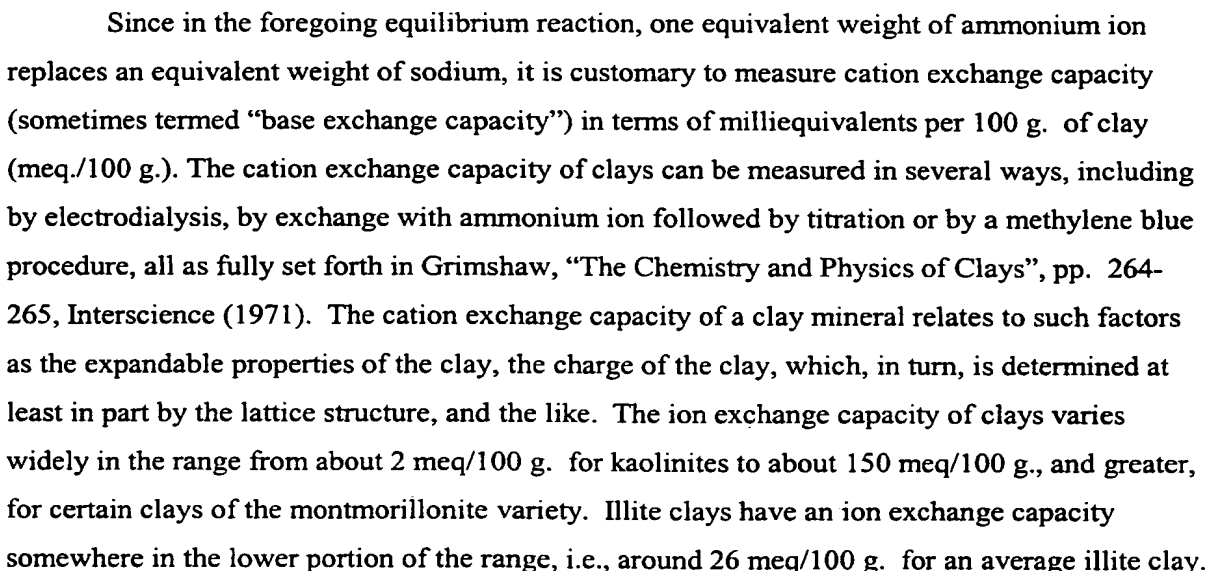 Since in the foregoing equilibrium reaction, one equivalent weight of ammonium ion
replaces an equivalent weight of sodium, it is customary to measure cation exchange capacity
(sometimes termed “base exchange capacity”) in terms of milliequivalents per 100 g. of clay
(meq./100 g.). The cation exchange capacity of clays can be measured in several ways, including
by electrodialysis, by exchange with ammonium ion followed by titration or by a methylene blue
procedure, all as fully set forth in Grimshaw, “The Chemistry and Physics of Clays”, pp. 264-
265, Interscience (1971). The cation exchange capacity of a clay mineral relates to such factors
as the expandable properties of the clay, the charge of the clay, which, in turn, is determined at
least in part by the lattice structure, and the like. The ion exchange capacity of clays varies
widely in the range from about 2 meq/100 g. for kaolinites to about 150 meq/100 g., and greater,
for certain clays of the montmorillonite variety. Illite clays have an ion exchange capacity
somewhere in the lower portion of the range, i.e., around 26 meq/100 g. for an average illite clay.